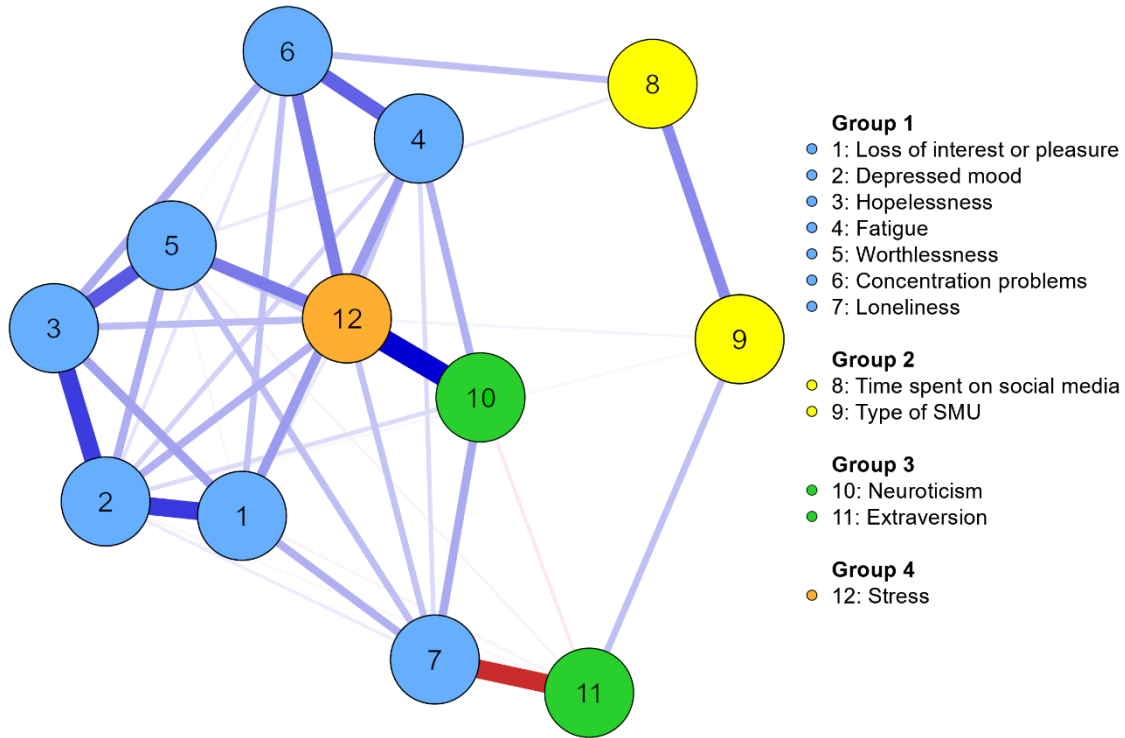 6
8
4
5
12
3
9
10
2
1
7
11
Group 1
1: Loss of interest or pleasure
2: Depressed mood
3: Hopelessness
4: Fatigue
5: Worthlessness
6: Concentration problems
7: Loneliness
Group 2
8: Time spent on social media
9: Type of SMU
Group 3
10: Neuroticism
11: Extraversion
Group 4
12: Stress